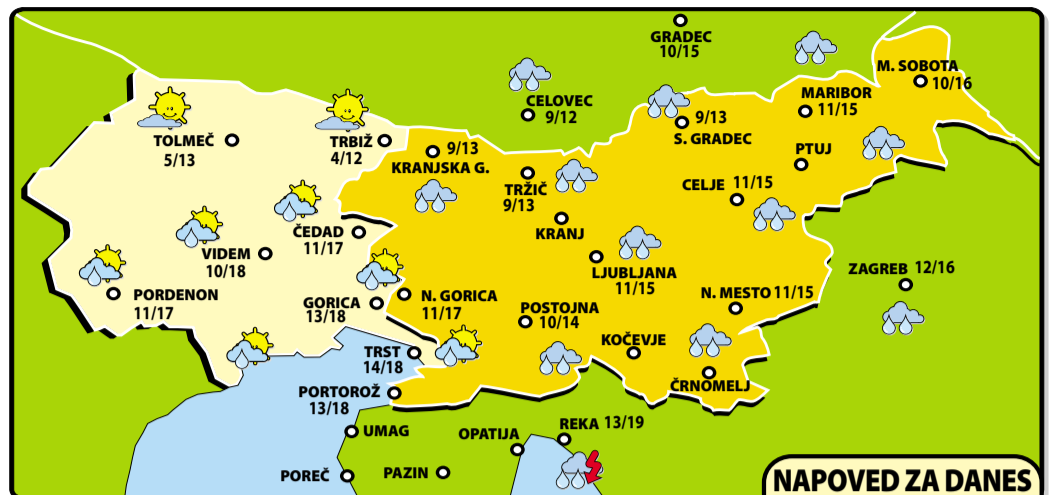 GRADEC
10/15
M. SOBOTA
10/16
CELOVEC
9/12
MARIBOR
11/15
9/13
S. GRADEC
TOLMEČ
5/13
TRBIŽ
4/12
9/13
KRANJSKA G.
PTUJ
TRŽIČ
9/13
CELJE 11/15
KRANJ
ČEDAD
11/17
VIDEM
10/18
LJUBLJANA
11/15
ZAGREB 12/16
PORDENON
11/17
GORICA
13/18
N. GORICA
11/17
N. MESTO 11/15
POSTOJNA
10/14
KOČEVJE
TRST
14/18
ČRNOMELJ
PORTOROŽ
13/18
UMAG
OPATIJA
REKA 13/19
POREČ
PAZIN
NAPOVED ZA DANES